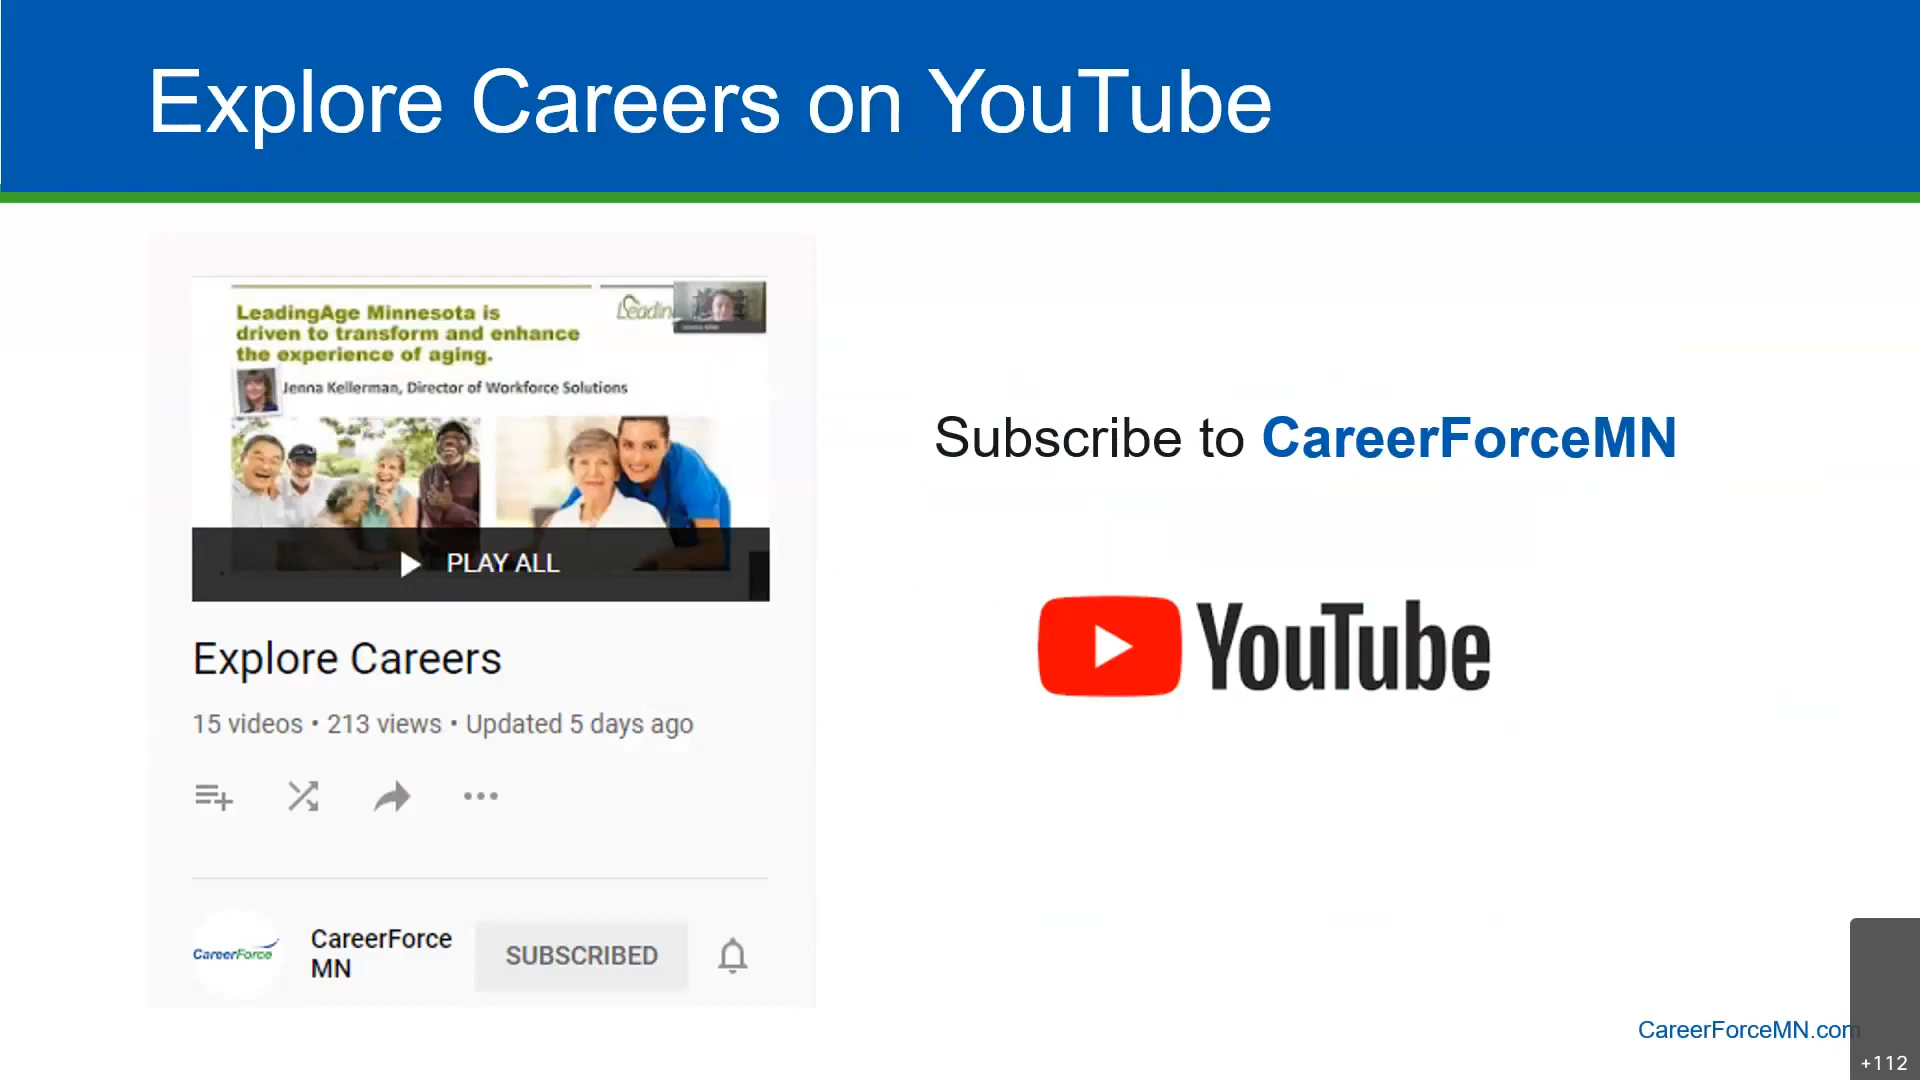 Explore Careers on YouTube
LeadingAge Minnesota is
driven to transform and enhance
the experience of aging.
Jenna Kellerman, Director of Workforce Solutions
PLAY ALL
Explore Careers
15 videos • 213 views • Updated 5 days ago
CareerForce
CareerForce
MN
SUBSCRIBED
Subscribe to CareerForceMN
YouTube
CareerForceMN.com
+112